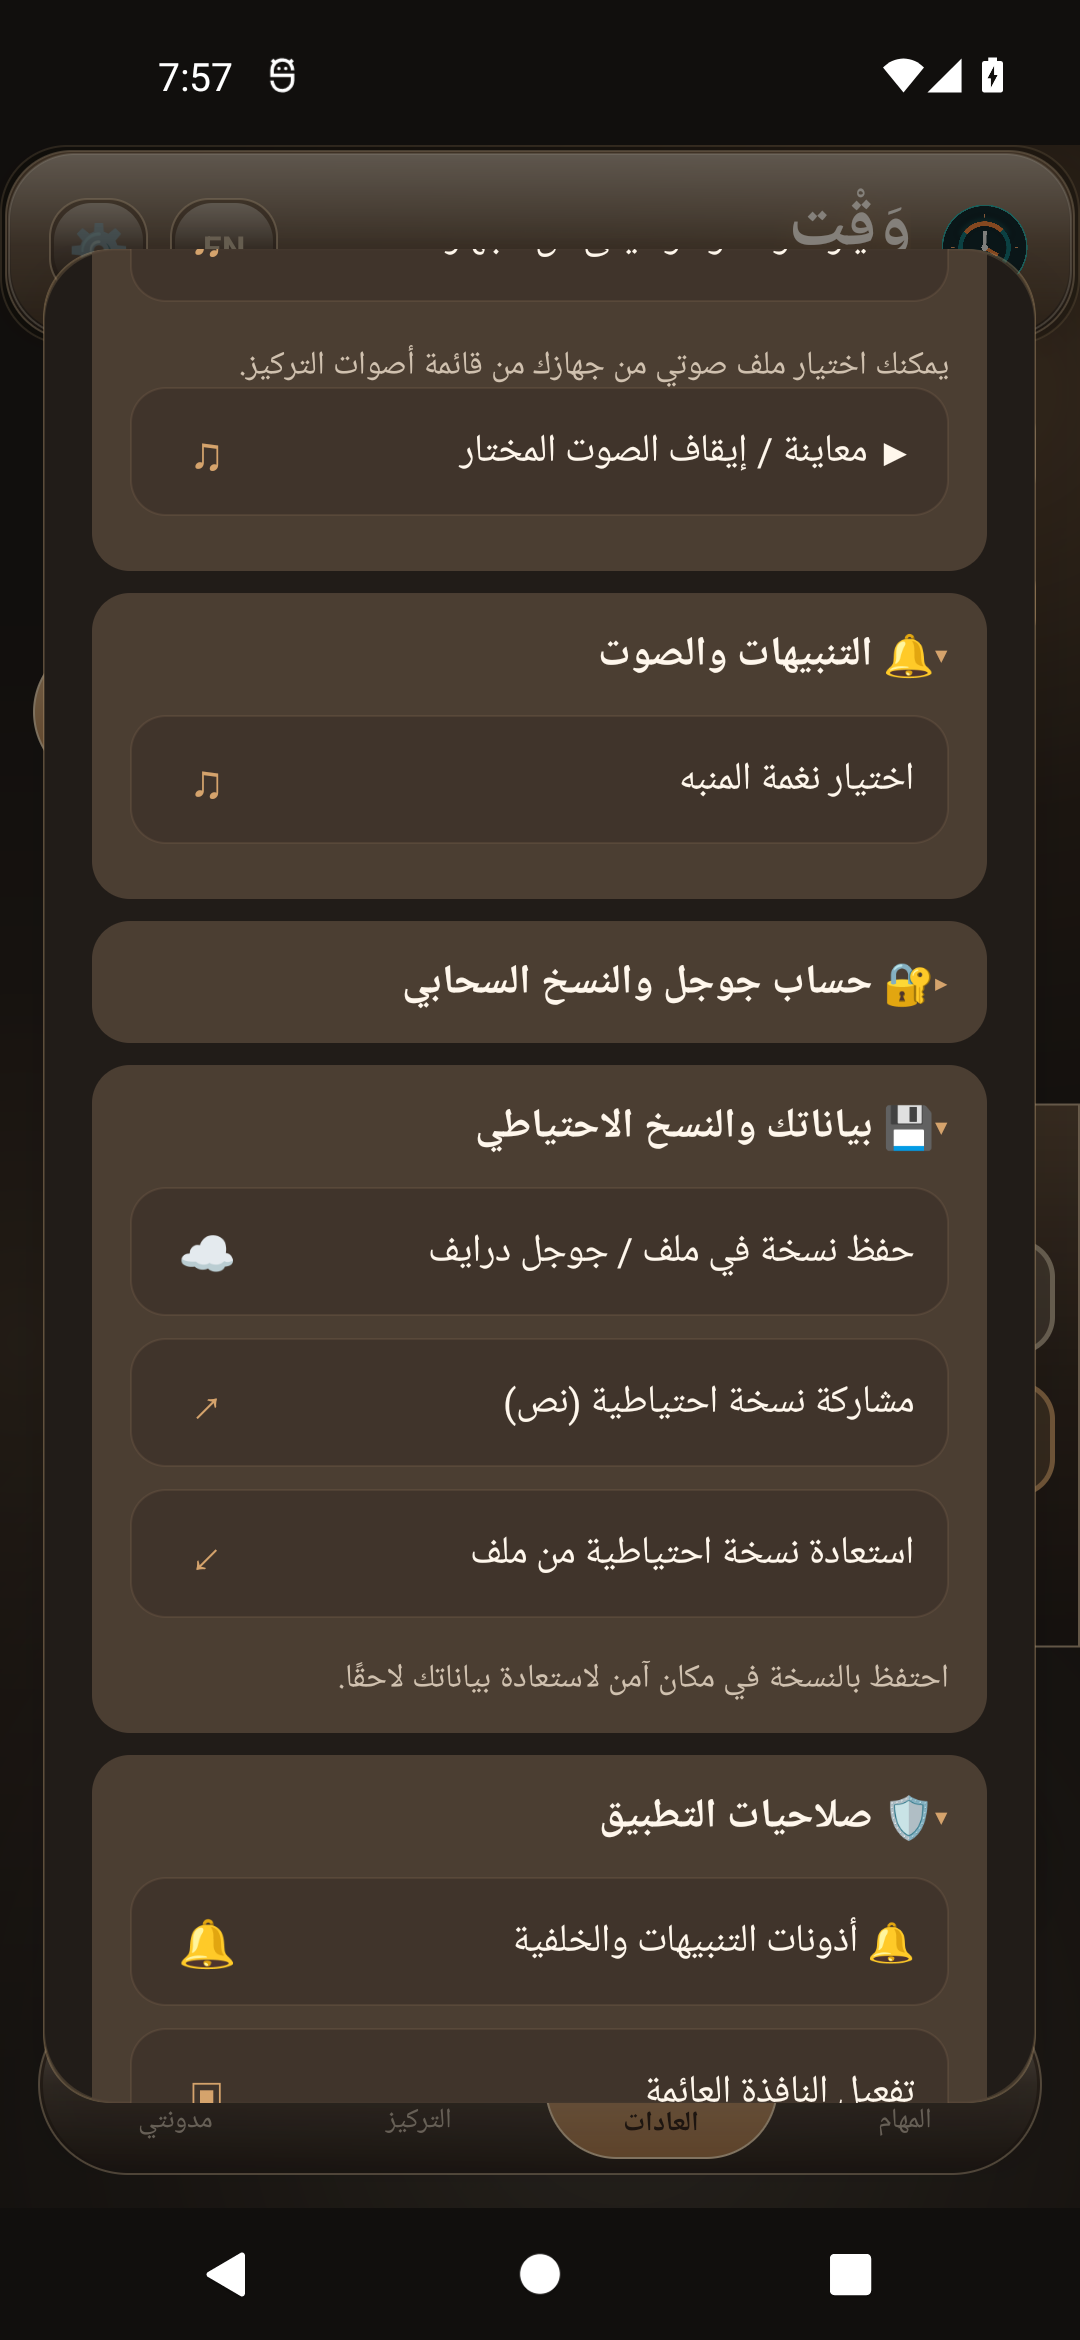 7:57
وَقْت
EN
يمكنك اختيار ملف صوتي من جهازك من قائمة أصوات التركيز.
▶ معاينة / إيقاف الصوت المختار
🔔 التنبيهات والصوت
اختيار نغمة المنبه
🔐 حساب جوجل والنسخ السحابي
💾 بياناتك والنسخ الاحتياطي
حفظ نسخة في ملف / جوجل درايف
مشاركة نسخة احتياطية (نص)
استعادة نسخة احتياطية من ملف
احتفظ بالنسخة في مكان آمن لاستعادة بياناتك لاحقًا.
🛡️ صلاحيات التطبيق
🔔 أذونات التنبيهات والخلفية
تفعيل النافذة العائمة
المهام
العادات
التركيز
مدونتي